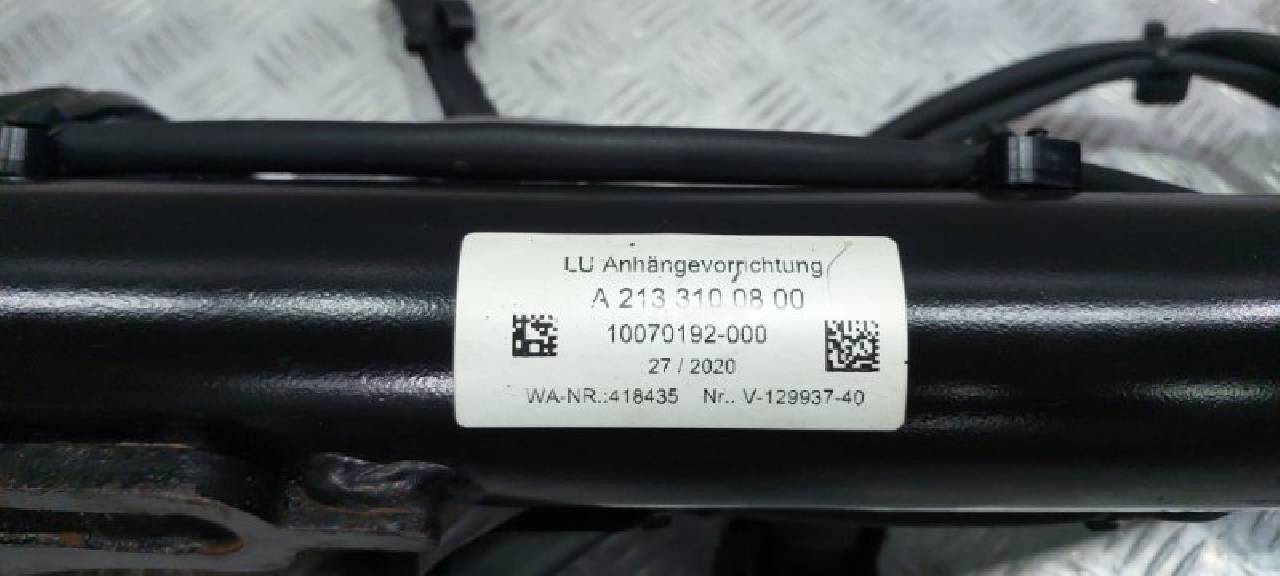 LU Anhängevorrichtung
A 213 310 08 00
10070192-000
27 / 2020
WA-NR.:418435 Nr.. V-129937-40